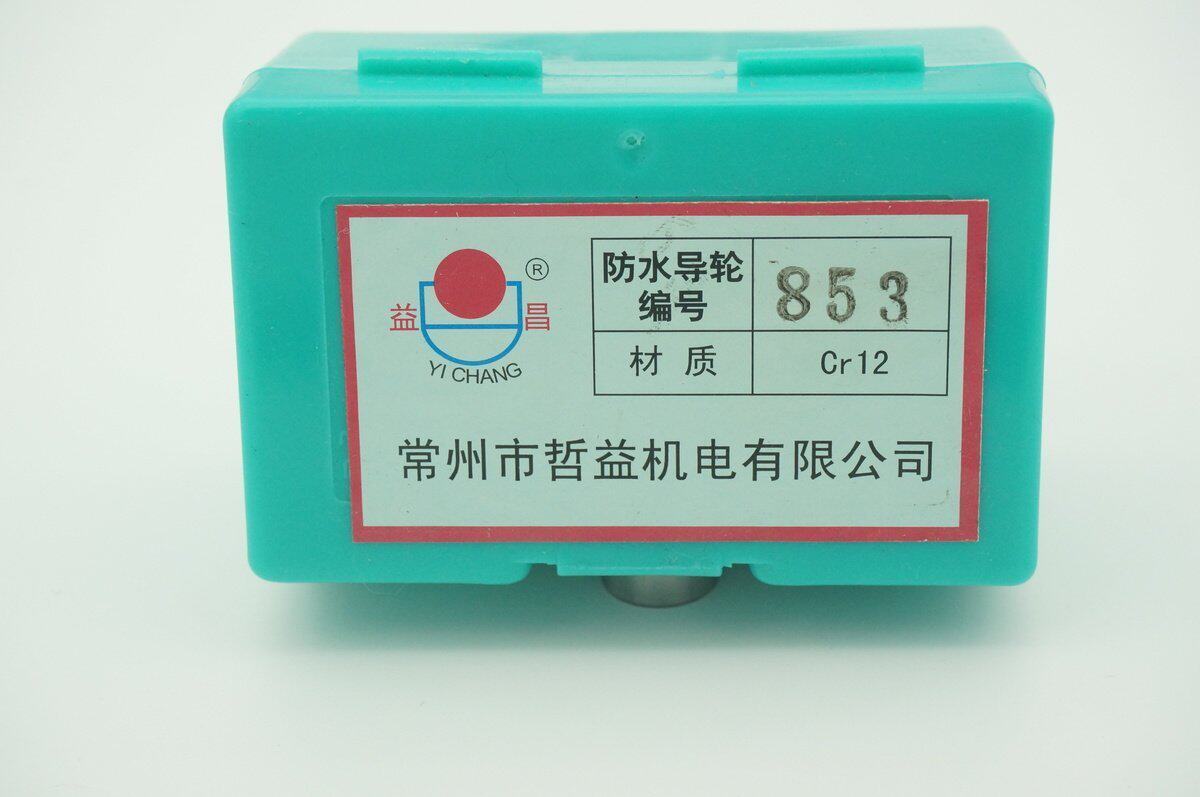 益 昌 ®
YI CHANG
防水导轮
编号
853
材 质
Cr12
常州市哲益机电有限公司